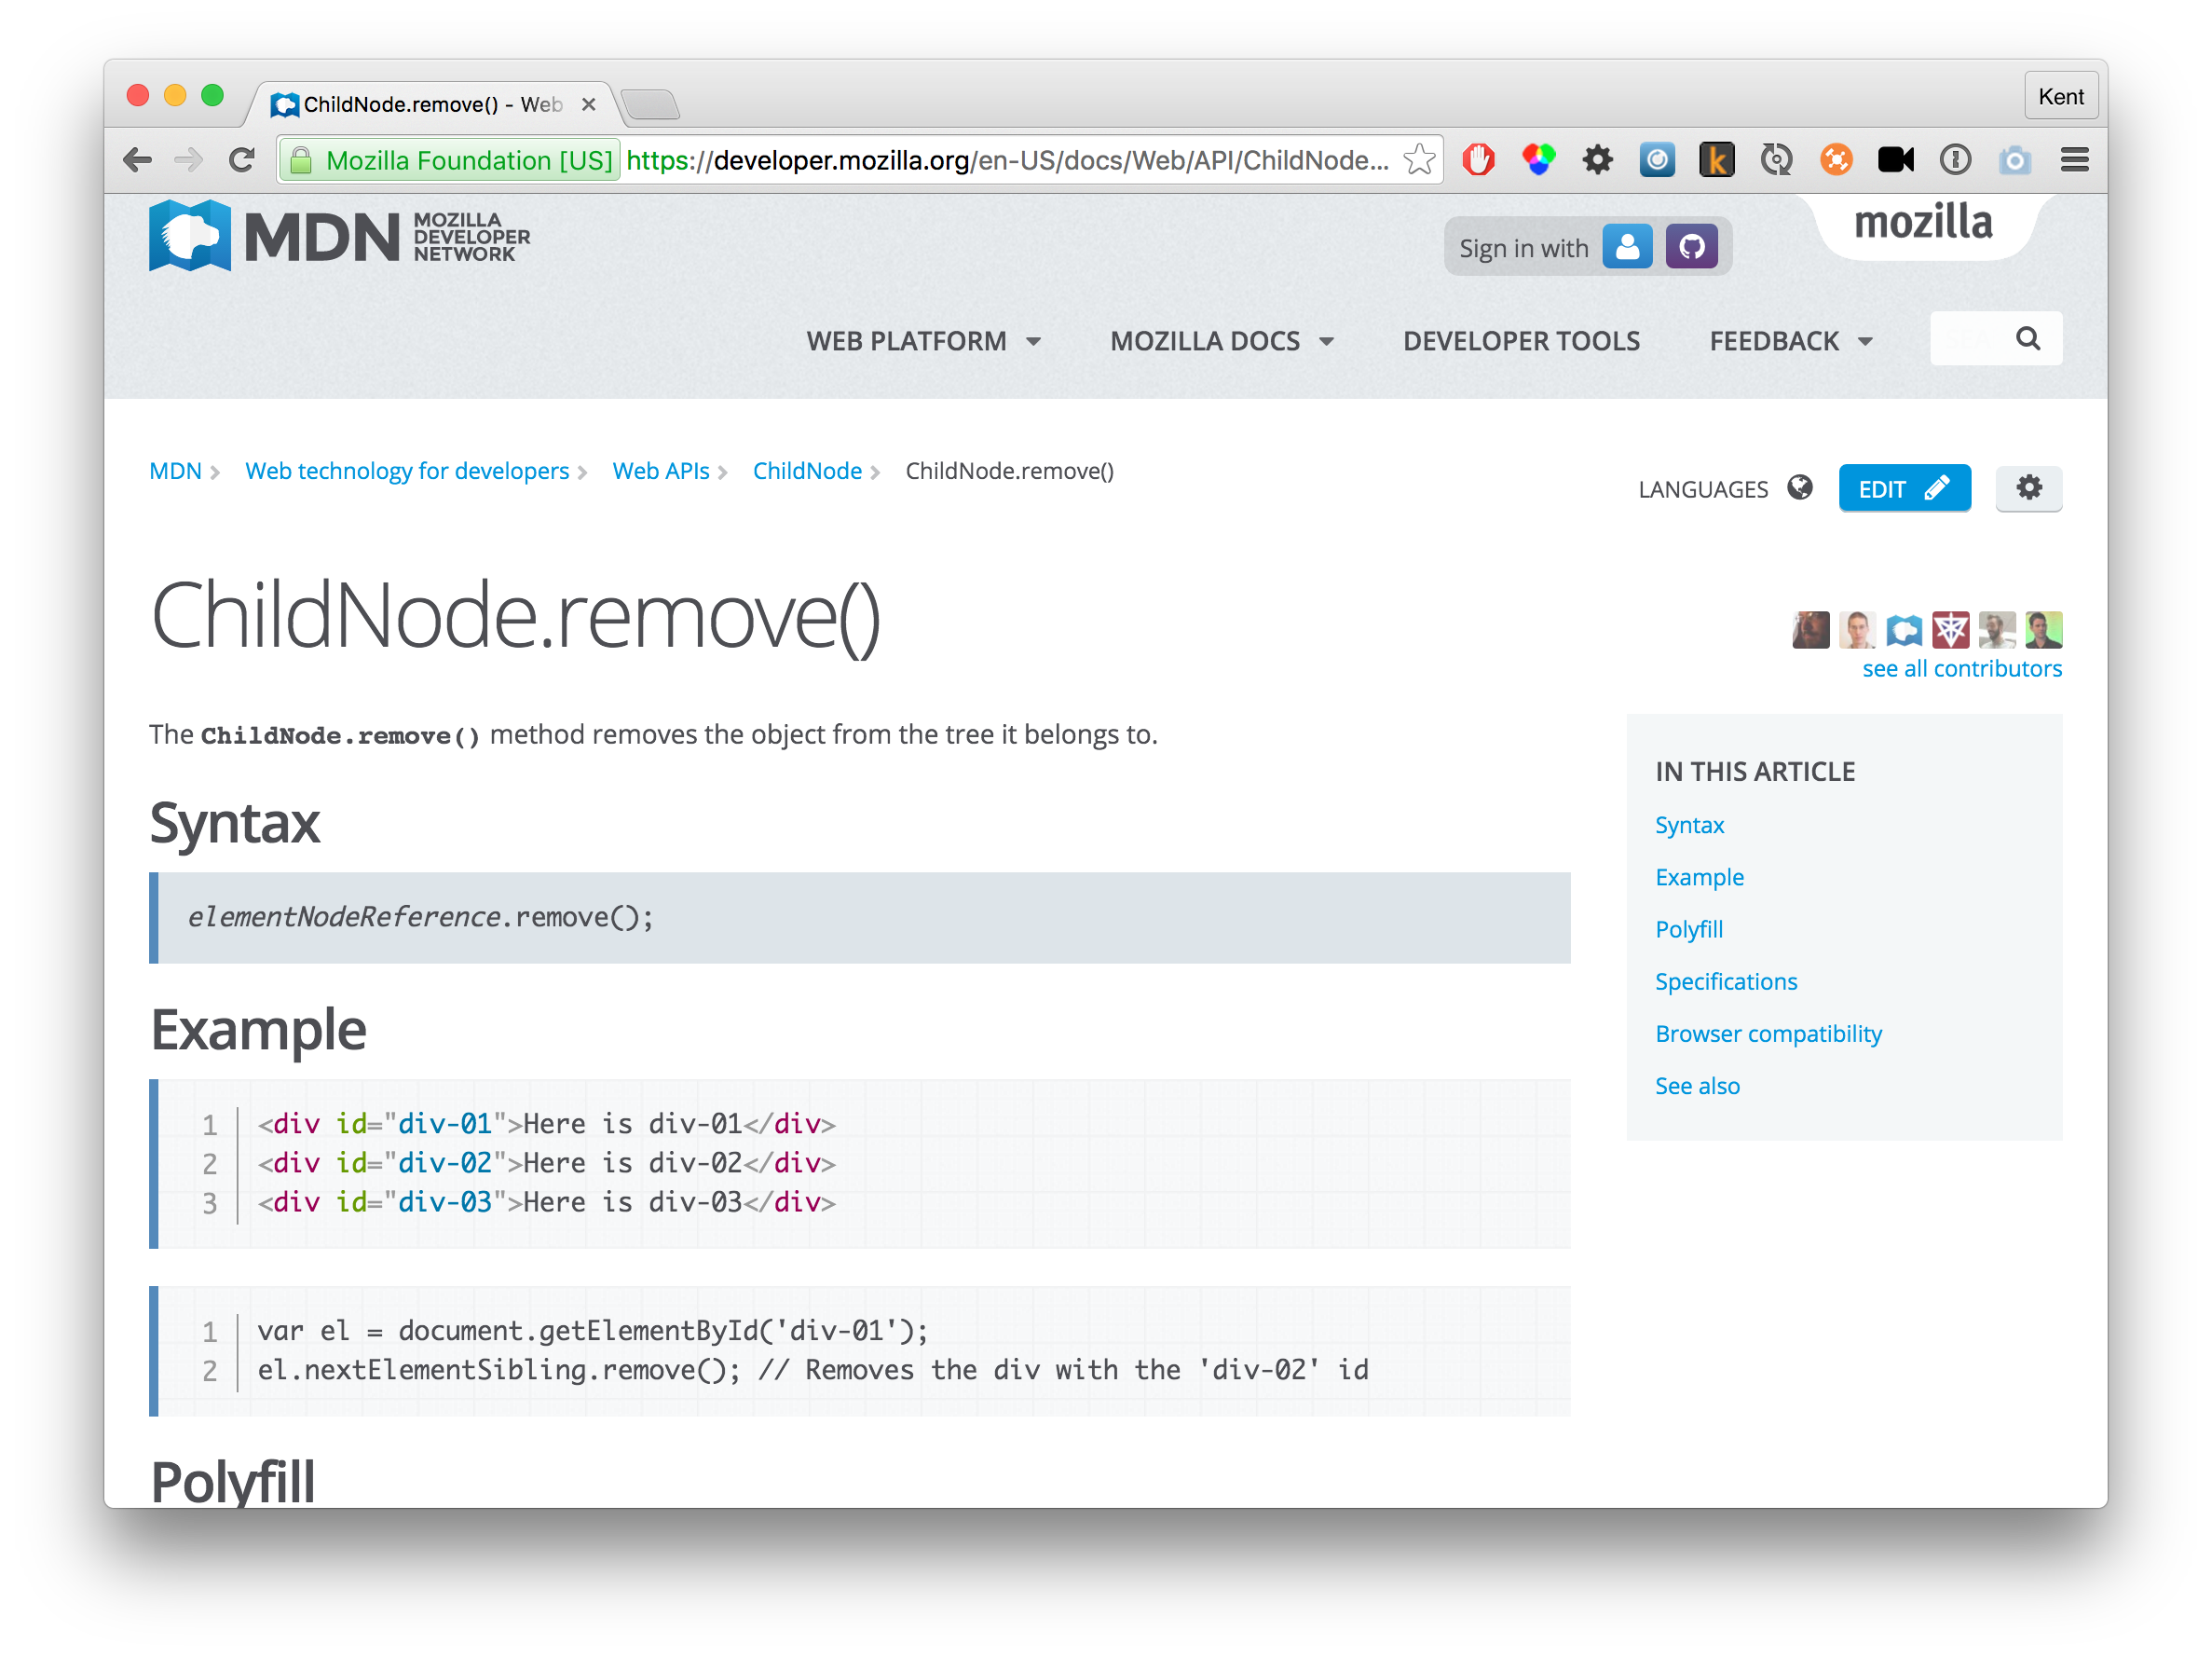 ChildNode.remove() - Web
Kent
Mozilla Foundation [US] https://developer.mozilla.org/en-US/docs/Web/API/ChildNode...
MDN MOZILLA DEVELOPER NETWORK
Sign in with
mozilla
WEB PLATFORM MOZILLA DOCS DEVELOPER TOOLS FEEDBACK
MDN Web technology for developers Web APIs ChildNode ChildNode.remove()
LANGUAGES EDIT
ChildNode.remove()
see all contributors
The ChildNode.remove() method removes the object from the tree it belongs to.
Syntax
elementNodeReference.remove();
Example
1 <div id="div-01">Here is div-01</div>
2 <div id="div-02">Here is div-02</div>
3 <div id="div-03">Here is div-03</div>
1 var el = document.getElementById('div-01');
2 el.nextElementSibling.remove(); // Removes the div with the 'div-02' id
Polyfill
IN THIS ARTICLE
Syntax
Example
Polyfill
Specifications
Browser compatibility
See also